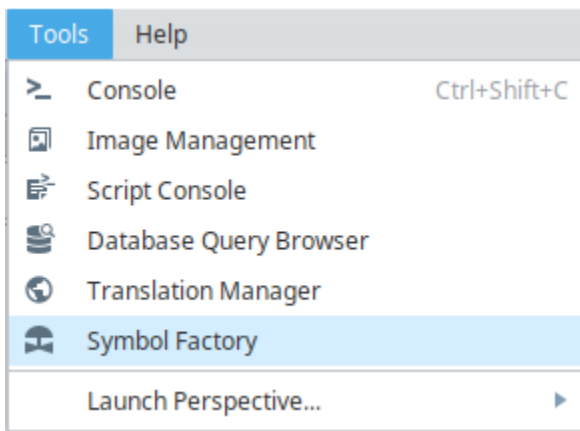 Tools Help
Console Ctrl+Shift+C
Image Management
Script Console
Database Query Browser
Translation Manager
Symbol Factory
Launch Perspective...